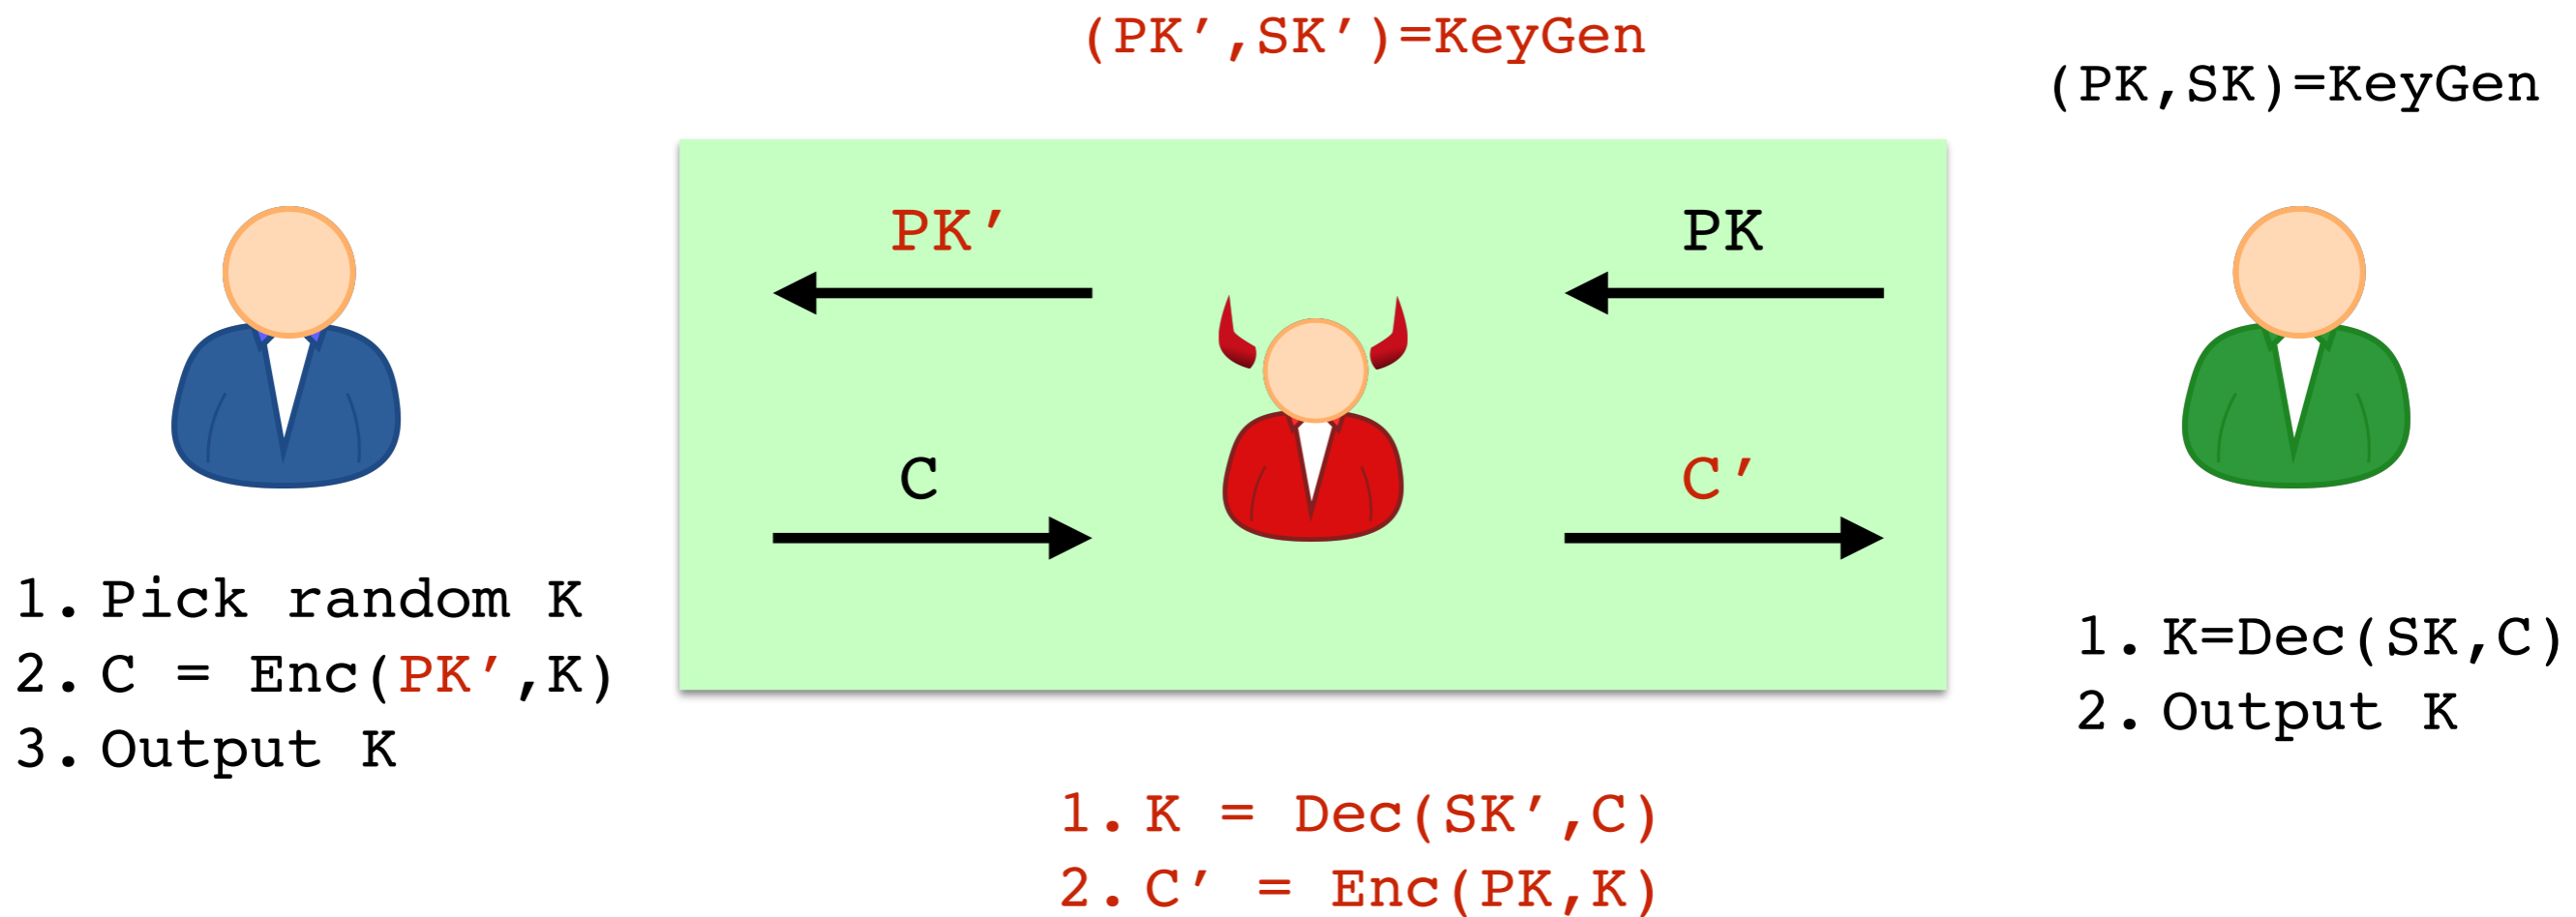 (PK′,SK′)=KeyGen
(PK,SK)=KeyGen
PK′
PK
C
C′
1. Pick random K
2. C = Enc(PK′,K)
3. Output K
1. K=Dec(SK,C)
2. Output K
1. K = Dec(SK′,C)
2. C′ = Enc(PK,K)